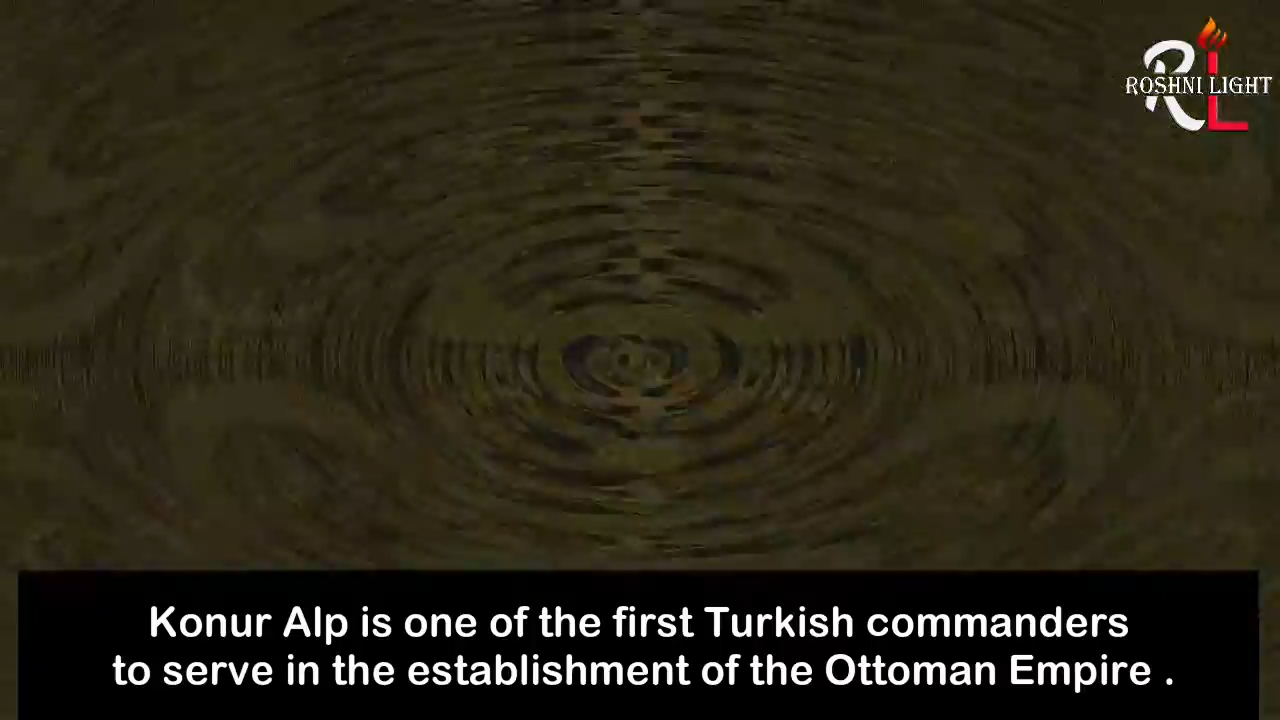 ROSHNI LIGHT
Konur Alp is one of the first Turkish commanders
to serve in the establishment of the Ottoman Empire .